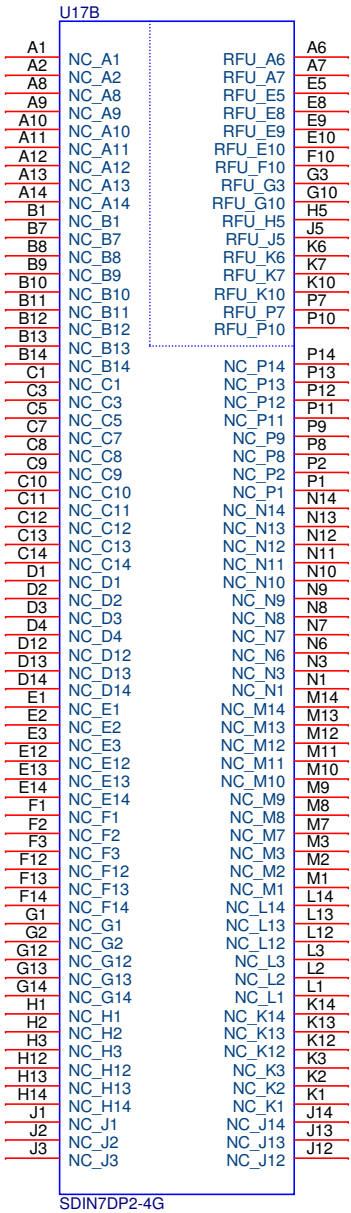 U17B
A1 NC_A1 RFU_A6 A6
A2 NC_A2 RFU_A7 A7
A8 NC_A8 RFU_E5 E5
A9 NC_A9 RFU_E8 E8
A10 NC_A10 RFU_E9 E9
A11 NC_A11 RFU_E10 E10
A12 NC_A12 RFU_F10 F10
A13 NC_A13 RFU_G3 G3
A14 NC_A14 RFU_G10 G10
B1 NC_B1 RFU_H5 H5
B7 NC_B7 RFU_J5 J5
B8 NC_B8 RFU_K6 K6
B9 NC_B9 RFU_K7 K7
B10 NC_B10 RFU_K10 K10
B11 NC_B11 RFU_P7 P7
B12 NC_B12 RFU_P10 P10
B13 NC_B13
B14 NC_B14 NC_P14 P14
C1 NC_C1 NC_P13 P13
C3 NC_C3 NC_P12 P12
C5 NC_C5 NC_P11 P11
C7 NC_C7 NC_P9 P9
C8 NC_C8 NC_P8 P8
C9 NC_C9 NC_P2 P2
C10 NC_C10 NC_P1 P1
C11 NC_C11 NC_N14 N14
C12 NC_C12 NC_N13 N13
C13 NC_C13 NC_N12 N12
C14 NC_C14 NC_N11 N11
D1 NC_D1 NC_N10 N10
D2 NC_D2 NC_N9 N9
D3 NC_D3 NC_N8 N8
D4 NC_D4 NC_N7 N7
D12 NC_D12 NC_N6 N6
D13 NC_D13 NC_N3 N3
D14 NC_D14 NC_N1 N1
E1 NC_E1 NC_M14 M14
E2 NC_E2 NC_M13 M13
E3 NC_E3 NC_M12 M12
E12 NC_E12 NC_M11 M11
E13 NC_E13 NC_M10 M10
E14 NC_E14 NC_M9 M9
F1 NC_F1 NC_M8 M8
F2 NC_F2 NC_M7 M7
F3 NC_F3 NC_M3 M3
F12 NC_F12 NC_M2 M2
F13 NC_F13 NC_M1 M1
F14 NC_F14 NC_L14 L14
G1 NC_G1 NC_L13 L13
G2 NC_G2 NC_L12 L12
G12 NC_G12 NC_L3 L3
G13 NC_G13 NC_L2 L2
G14 NC_G14 NC_L1 L1
H1 NC_H1 NC_K14 K14
H2 NC_H2 NC_K13 K13
H3 NC_H3 NC_K12 K12
H12 NC_H12 NC_K3 K3
H13 NC_H13 NC_K2 K2
H14 NC_H14 NC_K1 K1
J1 NC_J1 NC_J14 J14
J2 NC_J2 NC_J13 J13
J3 NC_J3 NC_J12 J12
SDIN7DP2-4G